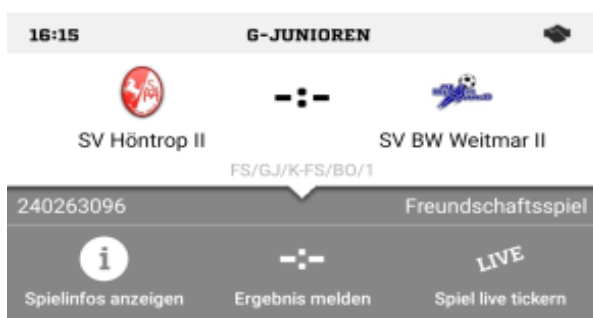 16:15 G-JUNIOREN
-:-
SV Höntrop II SV BW Weitmar II
FS/GJ/K-FS/BO/1
240263096 Freundschaftsspiel
i -:- LIVE
Spielinfos anzeigen Ergebnis melden Spiel live tickern